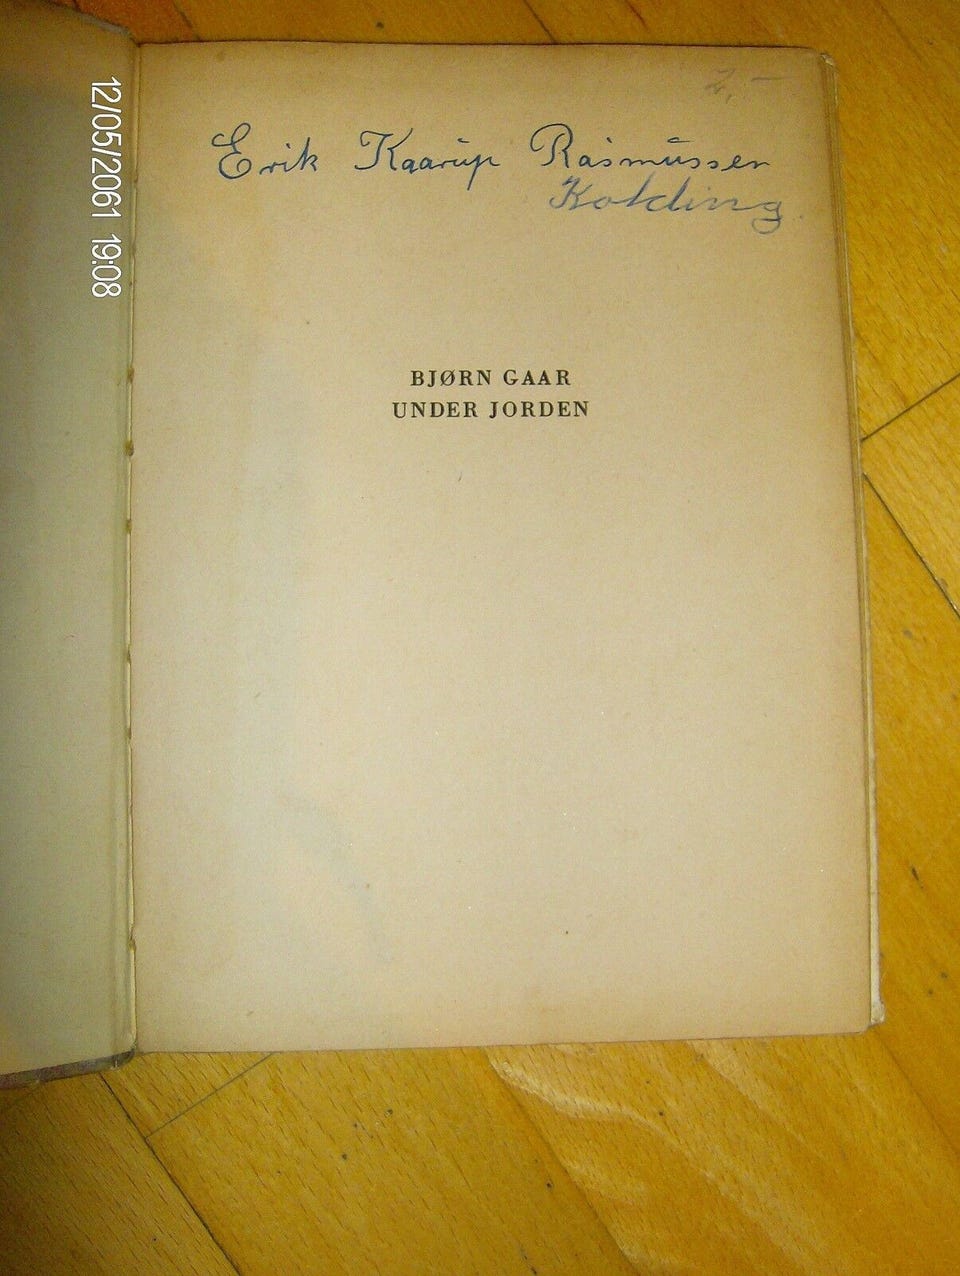 12/05/2061 19:08
2,-
Erik Kaarup Rasmussen
Kolding.
BJØRN GAAR
UNDER JORDEN